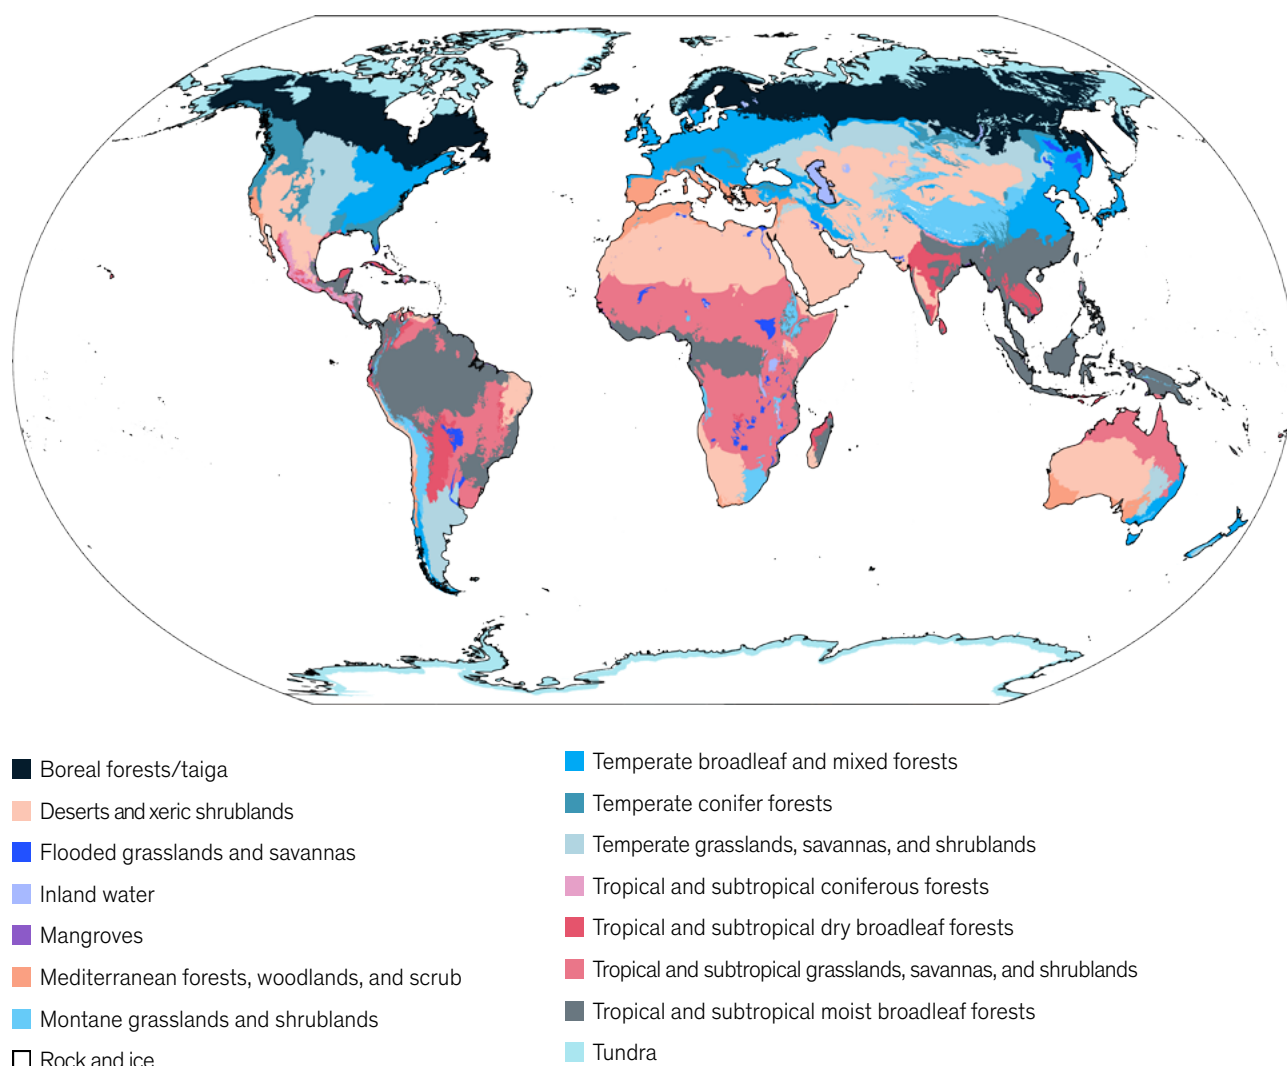 Boreal forests/taiga
Deserts and xeric shrublands
Flooded grasslands and savannas
Inland water
Mangroves
Mediterranean forests, woodlands, and scrub
Montane grasslands and shrublands
Rock and ice
Temperate broadleaf and mixed forests
Temperate conifer forests
Temperate grasslands, savannas, and shrublands
Tropical and subtropical coniferous forests
Tropical and subtropical dry broadleaf forests
Tropical and subtropical grasslands, savannas, and shrublands
Tropical and subtropical moist broadleaf forests
Tundra